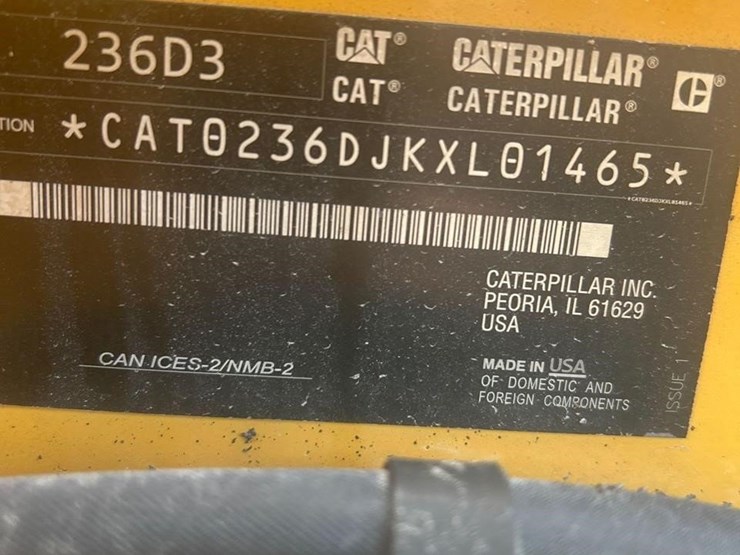 236D3
CAT® CATERPILLAR®
CAT® CATERPILLAR®
TION *CAT0236DJKXL01465*
*CAT0236DJKXL01465*
CATERPILLAR INC.
PEORIA, IL 61629
USA
CAN ICES-2/NMB-2
MADE IN USA
OF DOMESTIC AND
FOREIGN COMPONENTS
ISSUE 1